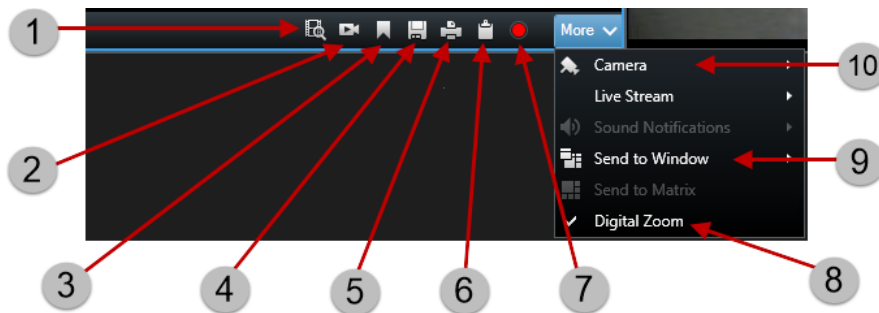 1
More
10
Camera
Live Stream
Sound Notifications
2
Send to Window
9
Send to Matrix
Digital Zoom
3
4
5
6
7
8